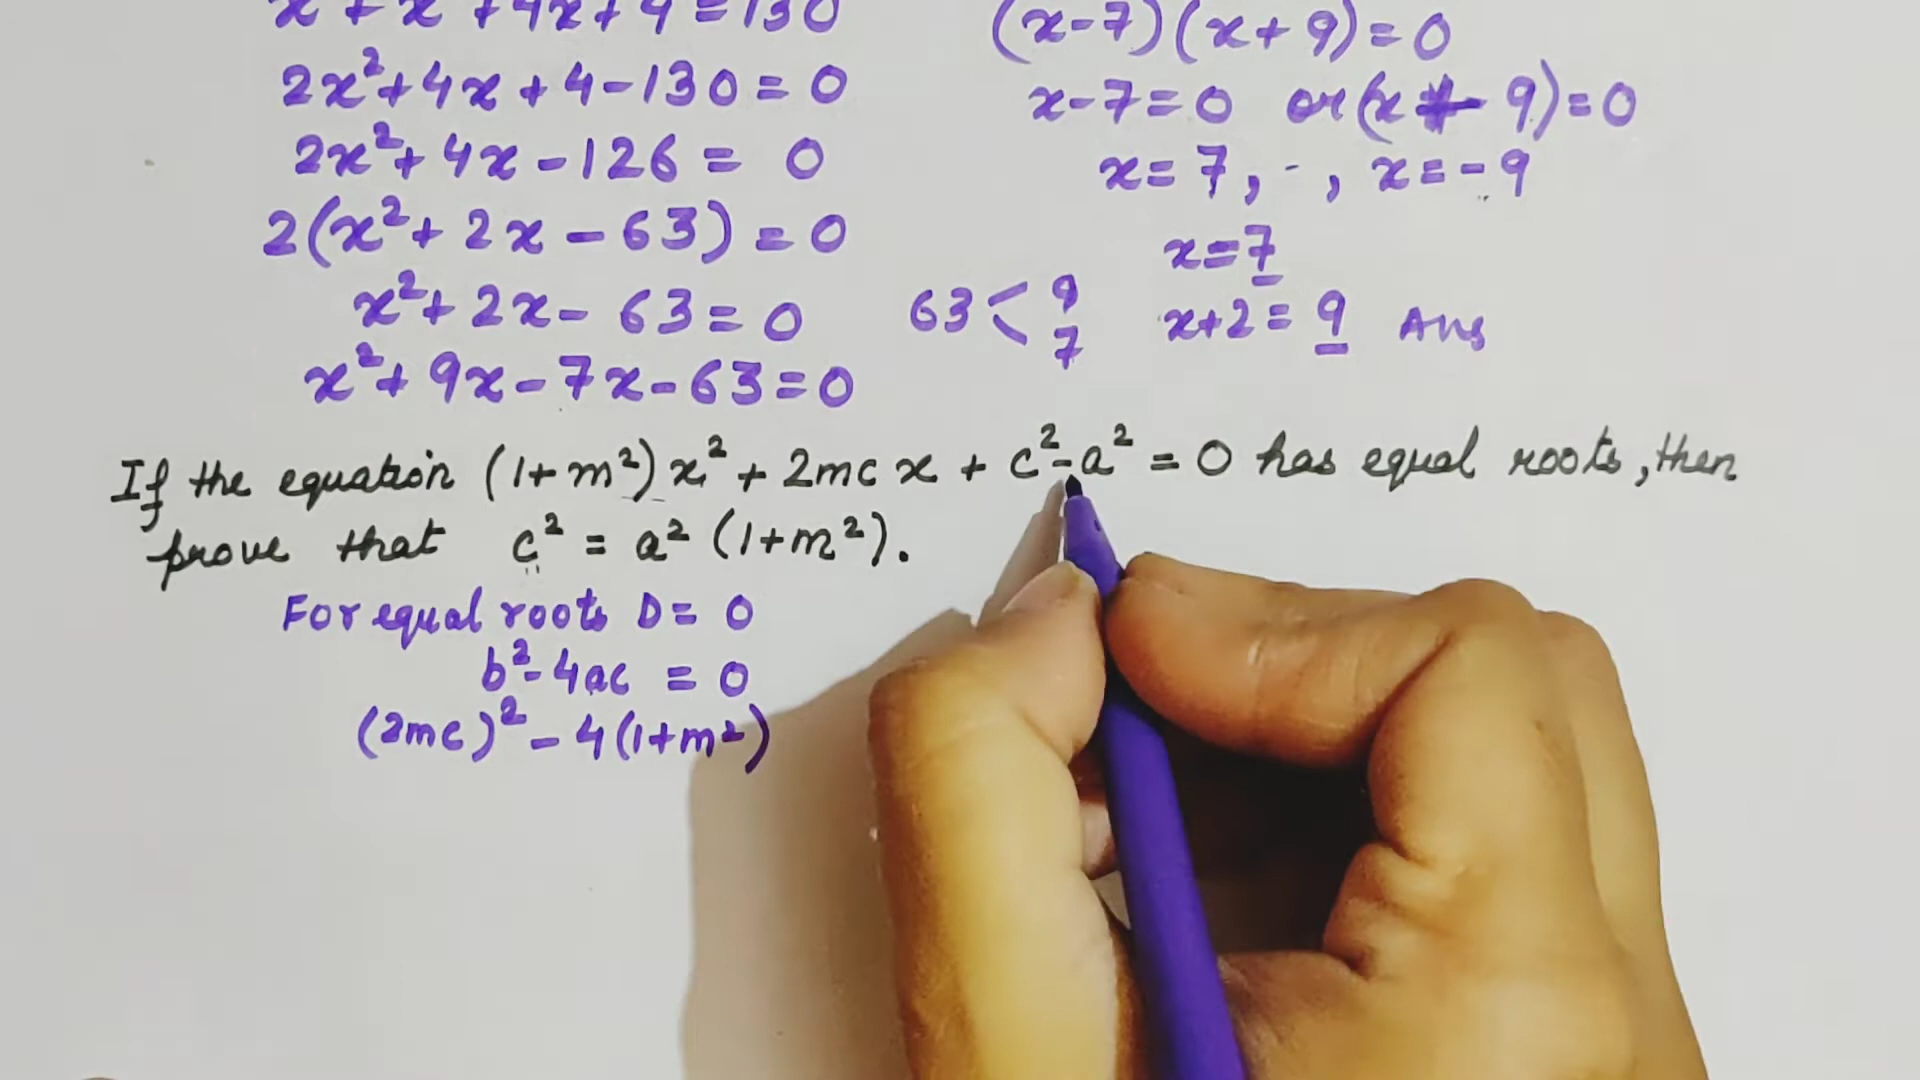 x² + x² + 4x + 4 = 130
2x² + 4x + 4 - 130 = 0
2x² + 4x - 126 = 0
2(x² + 2x - 63) = 0
x² + 2x - 63 = 0
x² + 9x - 7x - 63 = 0
63 < 9
7
(x-7)(x+9) = 0
x-7 = 0 or (x - 9) = 0
x = 7, -, x = -9
x = 7
x+2 = 9 Ans
If the equation (1+m²) x² + 2mc x + c² - a² = 0 has equal roots, then
prove that c² = a² (1+m²).
For equal roots D = 0
b² - 4ac = 0
(2mc)² - 4(1+m²)